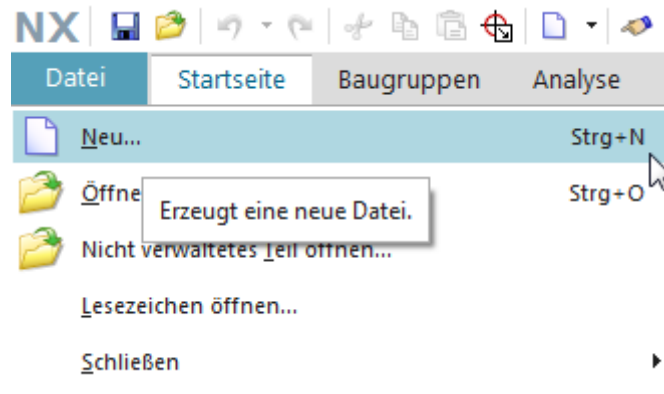 NX
Datei Startseite Baugruppen Analyse
Neu... Strg+N
Öffne Strg+O
Erzeugt eine neue Datei.
Nicht verwaltetes Teil öffnen...
Lesezeichen öffnen...
Schließen